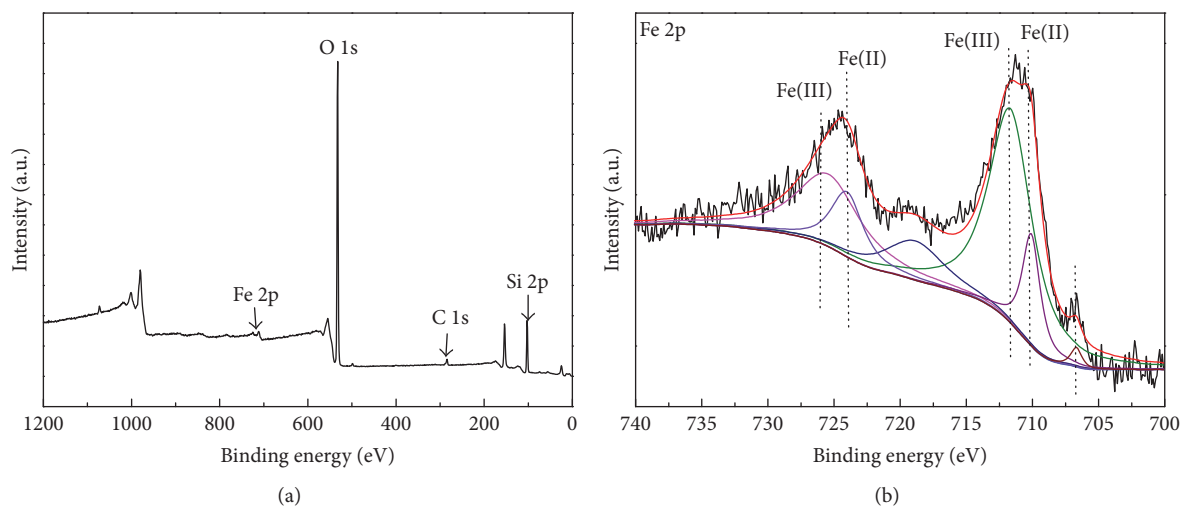 O 1s
Fe 2p
C 1s
Si 2p
Intensity (a.u.)
1200 1000 800 600 400 200 0
Binding energy (eV)
(a)
Fe 2p
Fe(III)
Fe(II)
Fe(III)
Fe(II)
Intensity (a.u.)
740 735 730 725 720 715 710 705 700
Binding energy (eV)
(b)